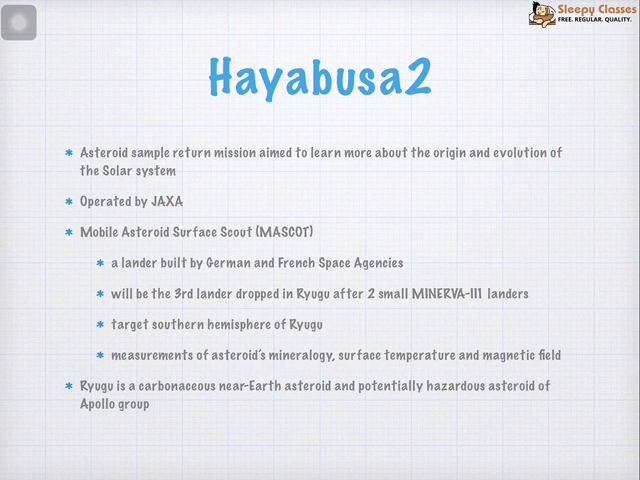 Sleepy Classes
FREE. REGULAR. QUALITY.
Hayabusa2
* Asteroid sample return mission aimed to learn more about the origin and evolution of
the Solar system
* Operated by JAXA
* Mobile Asteroid Surface Scout (MASCOT)
* a lander built by German and French Space Agencies
* will be the 3rd lander dropped in Ryugu after 2 small MINERVA-II1 landers
* target southern hemisphere of Ryugu
* measurements of asteroid's mineralogy, surface temperature and magnetic field
* Ryugu is a carbonaceous near-Earth asteroid and potentially hazardous asteroid of
Apollo group